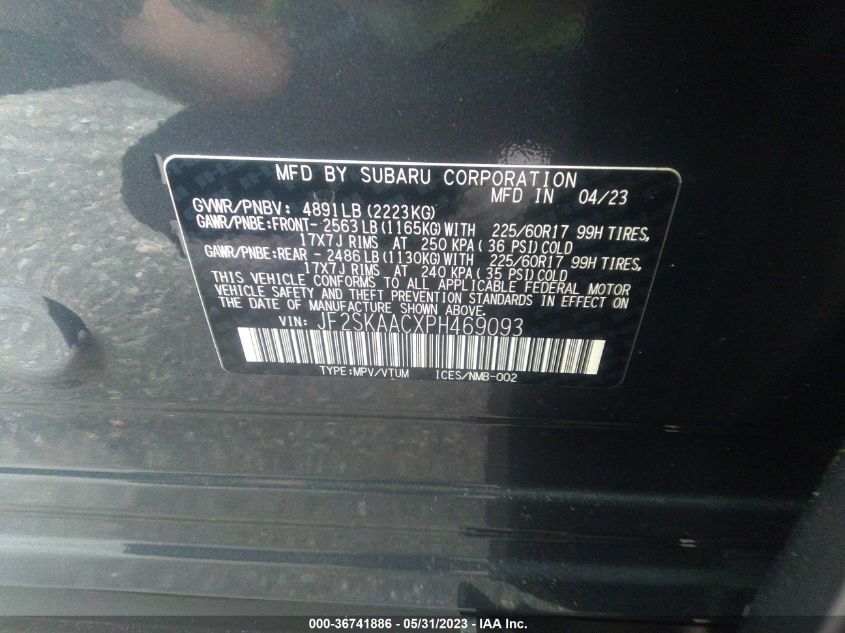 MFD BY SUBARU CORPORATION
MFD IN 04/23
GVWR/PNBV: 4891LB (2223KG)
GAWR/PNBE:FRONT- 2563LB (1165KG) WITH 225/60R17 99H TIRES,
17X7J RIMS AT 250 KPA ( 36 PSI) COLD
GAWR/PNBE:REAR - 2486LB (1130KG) WITH 225/60R17 99H TIRES,
17X7J RIMS AT 240 KPA ( 35 PSI) COLD
THIS VEHICLE CONFORMS TO ALL APPLICABLE FEDERAL MOTOR
VEHICLE SAFETY AND THEFT PREVENTION STANDARDS IN EFFECT ON
THE DATE OF MANUFACTURE SHOWN ABOVE.
VIN: JF2SKAACXPH469093
TYPE:MPV/VTUM ICES/NMB-002
000-36741886 - 05/31/2023 - IAA Inc.